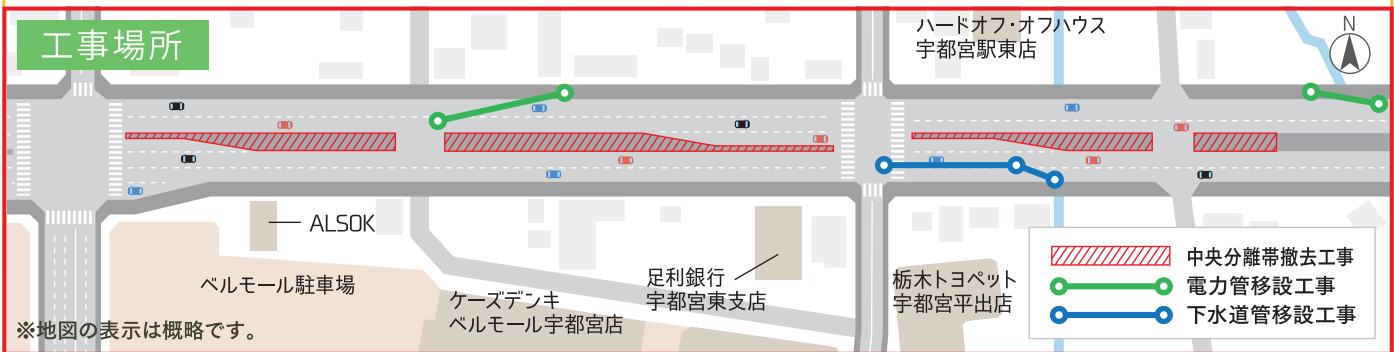 工事場所
ハードオフ・オフハウス
宇都宮駅東店
N
ALSOK
ベルモール駐車場
ケーズデンキ
ベルモール宇都宮店
足利銀行
宇都宮東支店
栃木トヨペット
宇都宮平出店
中央分離帯撤去工事
電力管移設工事
下水道管移設工事
※地図の表示は概略です。